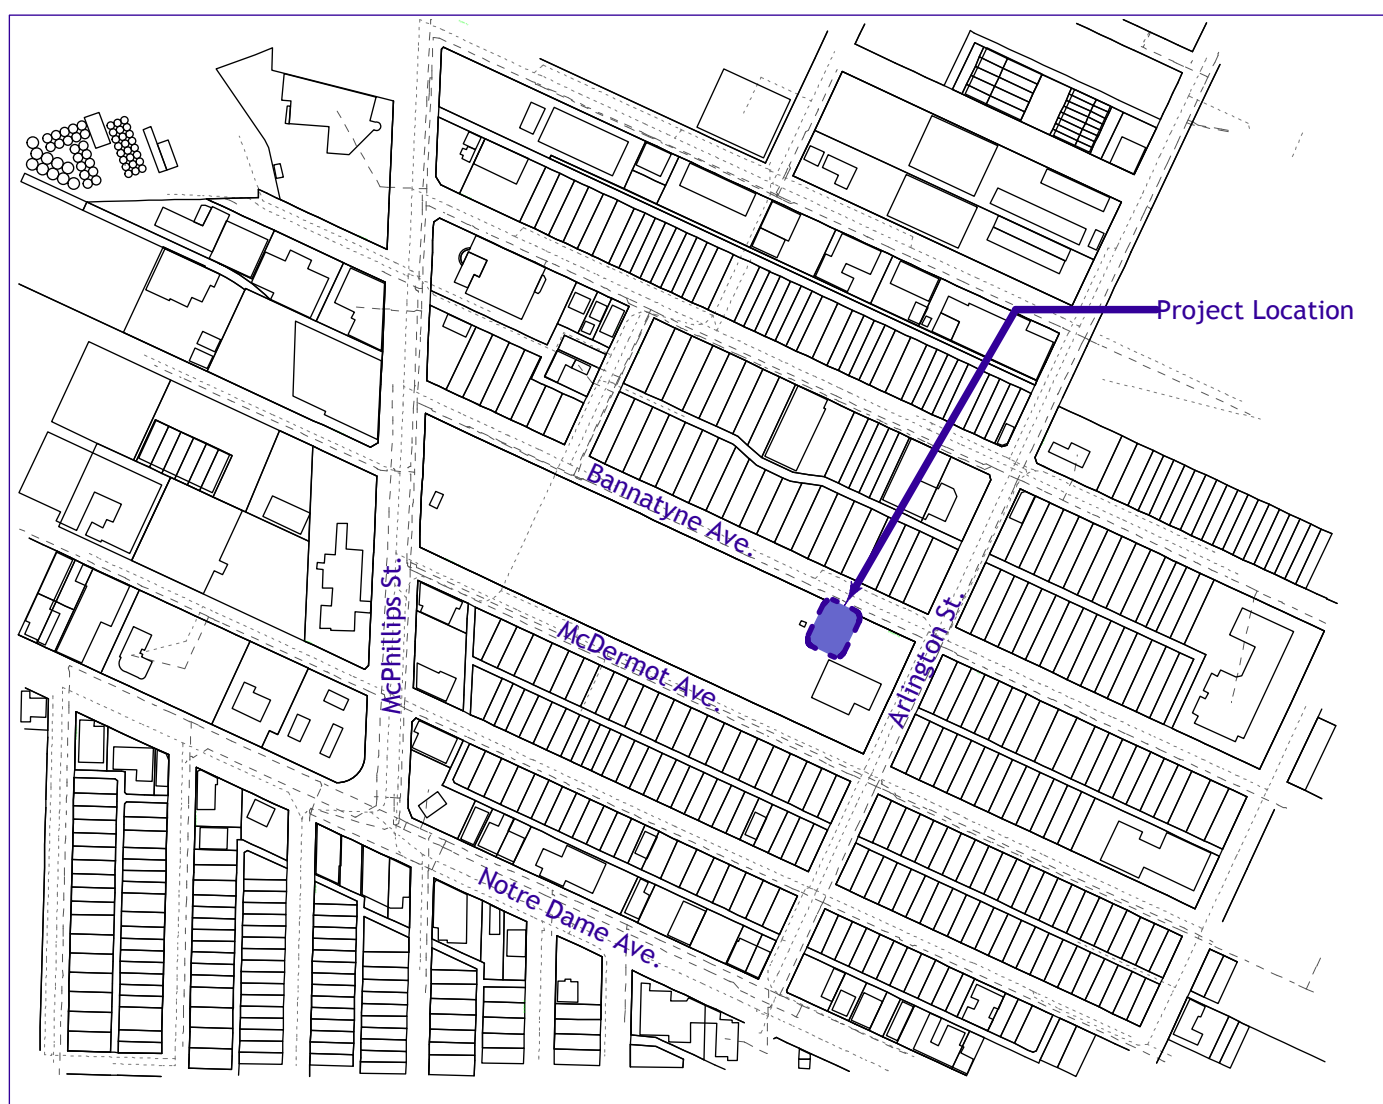 Project Location
Bannatyne Ave.
McPhillips St.
McDermot Ave.
Arlington St.
Notre Dame Ave.